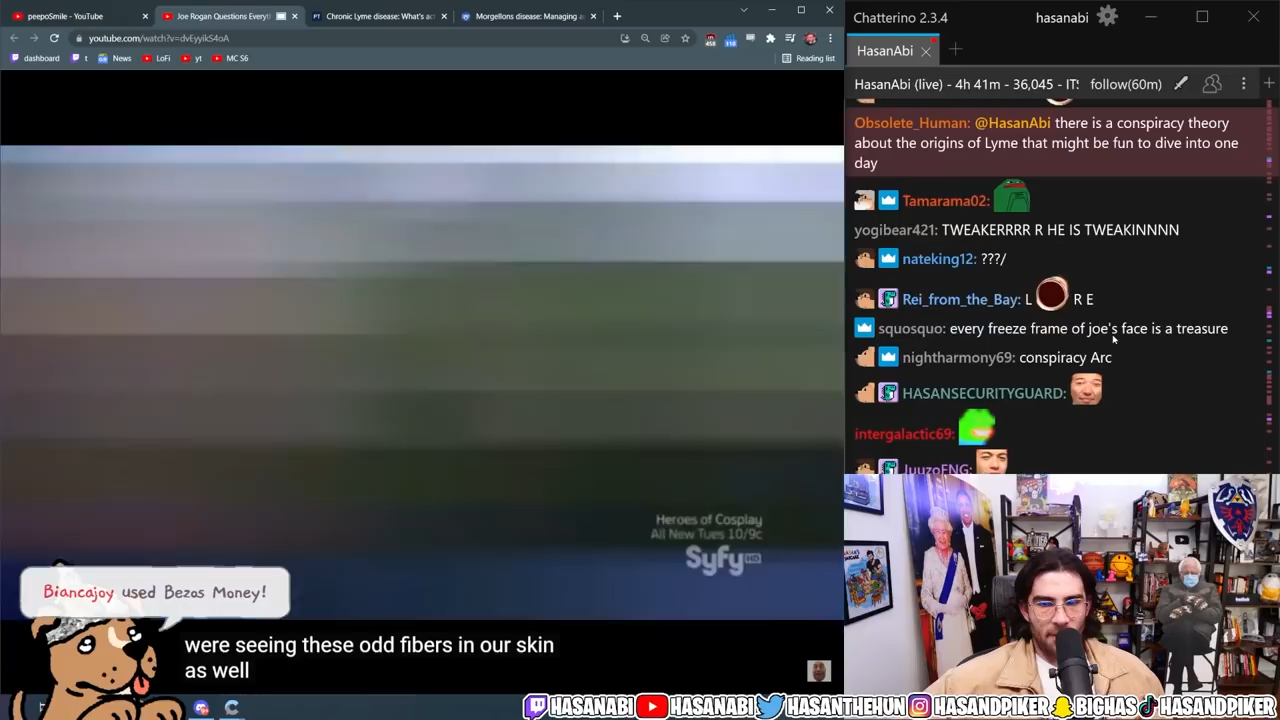 peepoSmile - YouTube
Joe Rogan Questions Everyt
Chronic Lyme disease: What's ac
Morgellons disease: Managing a
youtube.com/watch?v=dvEyyikS4oA
dashboard
t
News
LoFi
yt
MC S6
Reading list
Heroes of Cosplay
All New Tues 10/9c
Syfy HD
Biancajoy used Bezos Money!
were seeing these odd fibers in our skin
as well
Chatterino 2.3.4
hasanabi
HasanAbi
HasanAbi (live) - 4h 41m - 36,045 - IT
follow(60m)
Obsolete_Human: @HasanAbi there is a conspiracy theory
about the origins of Lyme that might be fun to dive into one
day
Tamarama02:
yogibear421: TWEAKERRRR R HE IS TWEAKINNNN
nateking12: ???/
Rei_from_the_Bay: L R E
squosquo: every freeze frame of joe's face is a treasure
nightharmony69: conspiracy Arc
HASANSECURITYGUARD:
intergalactic69:
JuuzoFNG:
HASANABI
HASANABI
HASANTHEHUN
HASANDPIKER
BIGHAS
HASANDPIKER